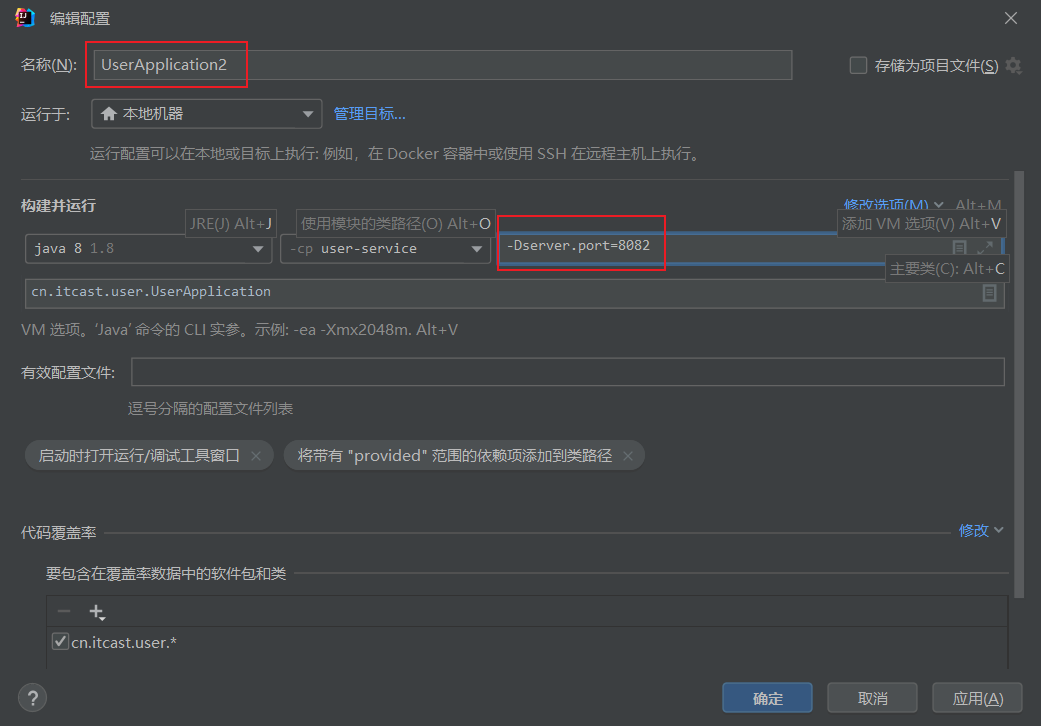 编辑配置
名称(N): UserApplication2 存储为项目文件(S)
运行于: 本地机器 管理目标...
运行配置可以在本地或目标上执行: 例如，在 Docker 容器中或使用 SSH 在远程主机上执行。
构建并运行 修改选项(M) Alt+M
JRE(J) Alt+J 使用模块的类路径(O) Alt+O 添加 VM 选项(V) Alt+V
java 8 1.8 -cp user-service -Dserver.port=8082
主要类(C): Alt+C
cn.itcast.user.UserApplication
VM 选项。‘Java’ 命令的 CLI 实参。示例: -ea -Xmx2048m. Alt+V
有效配置文件:
逗号分隔的配置文件列表
启动时打开运行/调试工具窗口 × 将带有 "provided" 范围的依赖项添加到类路径 ×
代码覆盖率 修改
要包含在覆盖率数据中的软件包和类
cn.itcast.user.*
? 确定 取消 应用(A)